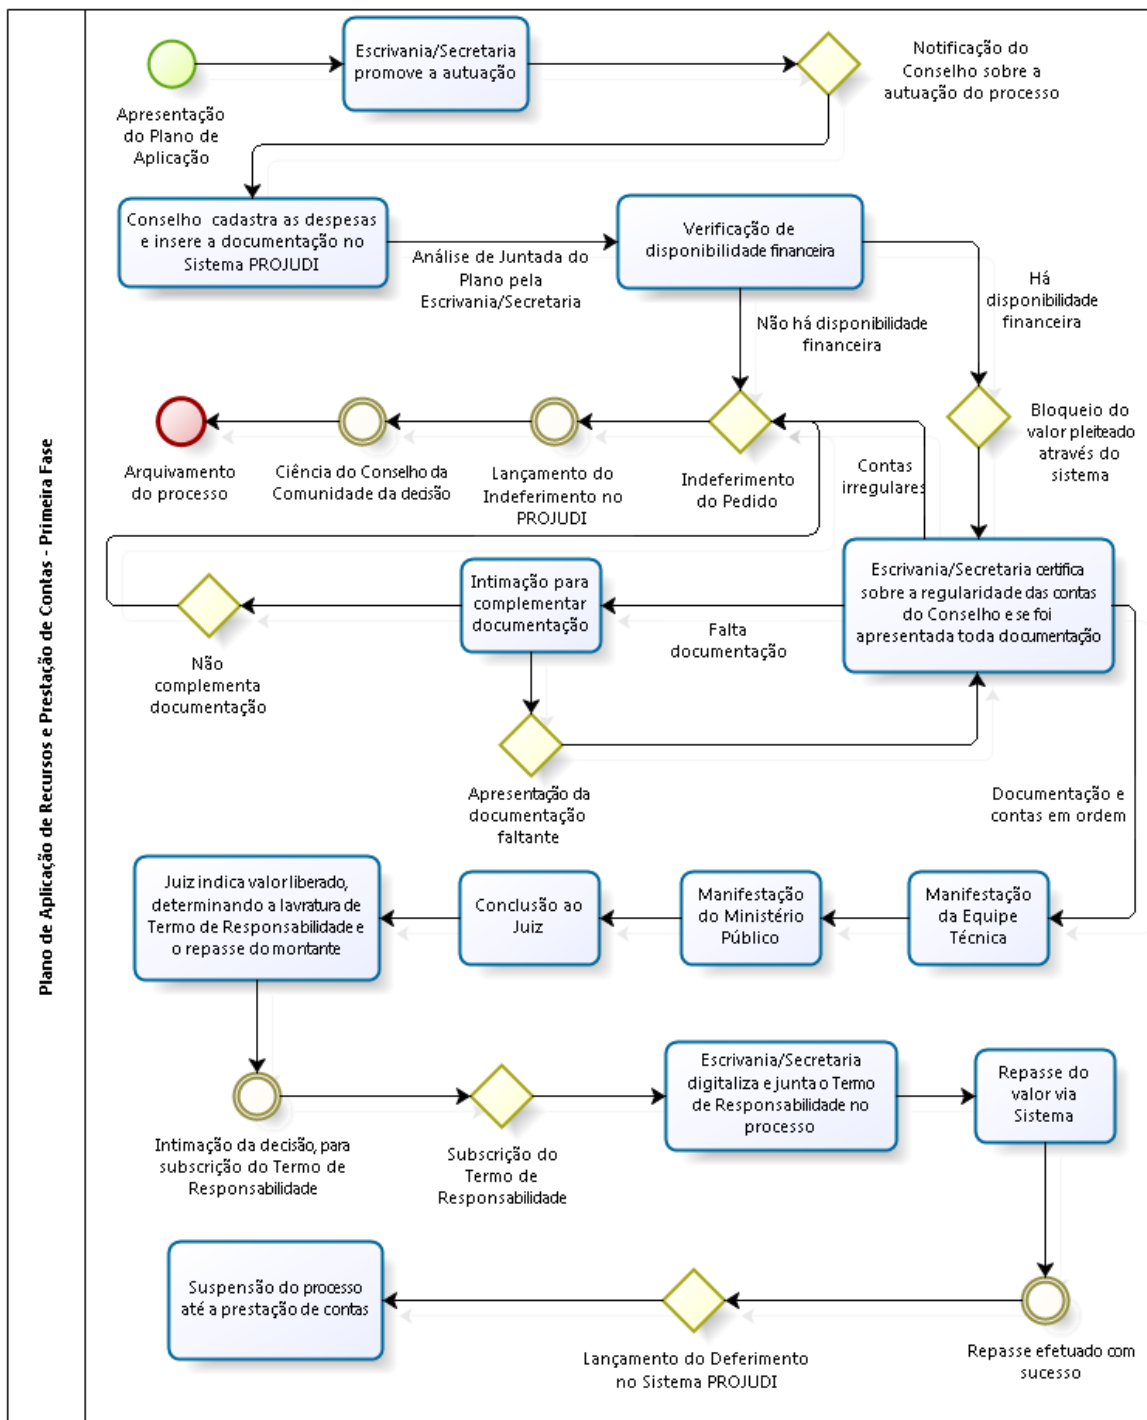 Plano de Aplicação de Recursos e Prestação de Contas - Primeira Fase
Apresentação
do Plano de
Aplicação
Escrivania/Secretaria
promove a autuação
Notificação do
Conselho sobre a
autuação do processo
Conselho cadastra as despesas
e insere a documentação no
Sistema PROJUDI
Análise de Juntada do
Plano pela
Escrivania/Secretaria
Verificação de
disponibilidade financeira
Há
disponibilidade
financeira
Não há disponibilidade
financeira
Arquivamento
do processo
Ciência do Conselho da
Comunidade da decisão
Lançamento do
Indeferimento no
PROJUDI
Indeferimento
do Pedido
Contas
irregulares
Bloqueio do
valor pleiteado
através do
sistema
Escrivania/Secretaria certifica
sobre a regularidade das contas
do Conselho e se foi
apresentada toda documentação
Falta
documentação
Intimação para
complementar
documentação
Não
complementa
documentação
Apresentação da
documentação
faltante
Documentação e
contas em ordem
Manifestação
da Equipe
Técnica
Manifestação
do Ministério
Público
Conclusão ao
Juiz
Juiz indica valor liberado,
determinando a lavratura de
Termo de Responsabilidade e
o repasse do montante
Intimação da decisão, para
subscrição do Termo de
Responsabilidade
Subscrição do
Termo de
Responsabilidade
Escrivania/Secretaria
digitaliza e junta o Termo
de Responsabilidade no
processo
Repasse do
valor via
Sistema
Repasse efetuado com
sucesso
Lançamento do Deferimento
no Sistema PROJUDI
Suspensão do processo
até a prestação de contas